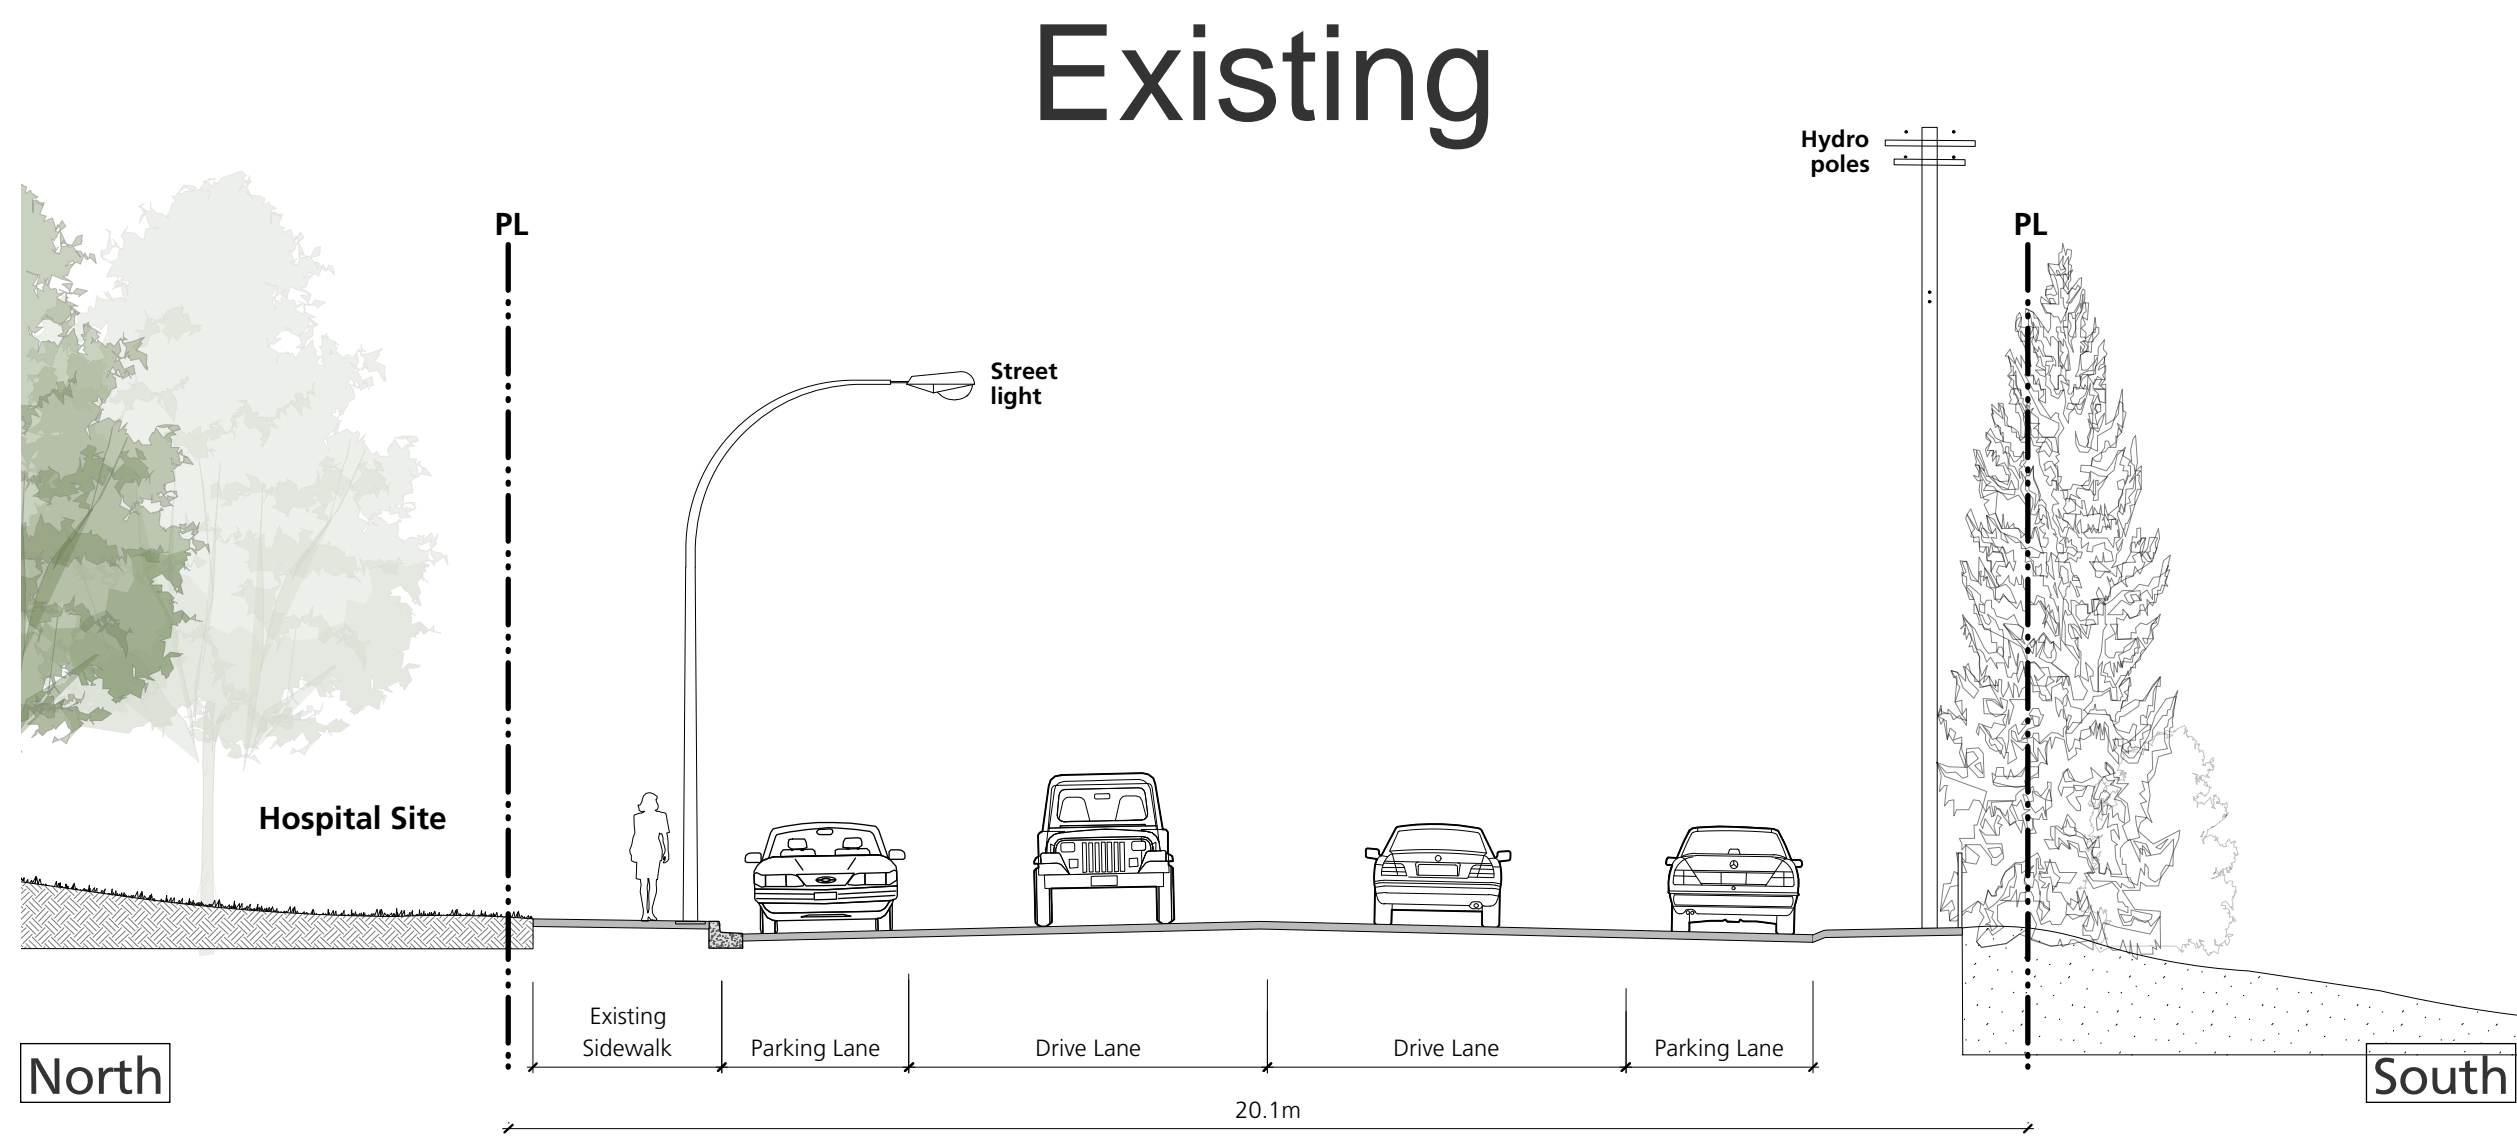 Existing
Hydro
poles
PL
PL
Street
light
Hospital Site
Existing
Sidewalk
Parking Lane
Drive Lane
Drive Lane
Parking Lane
North
South
20.1m